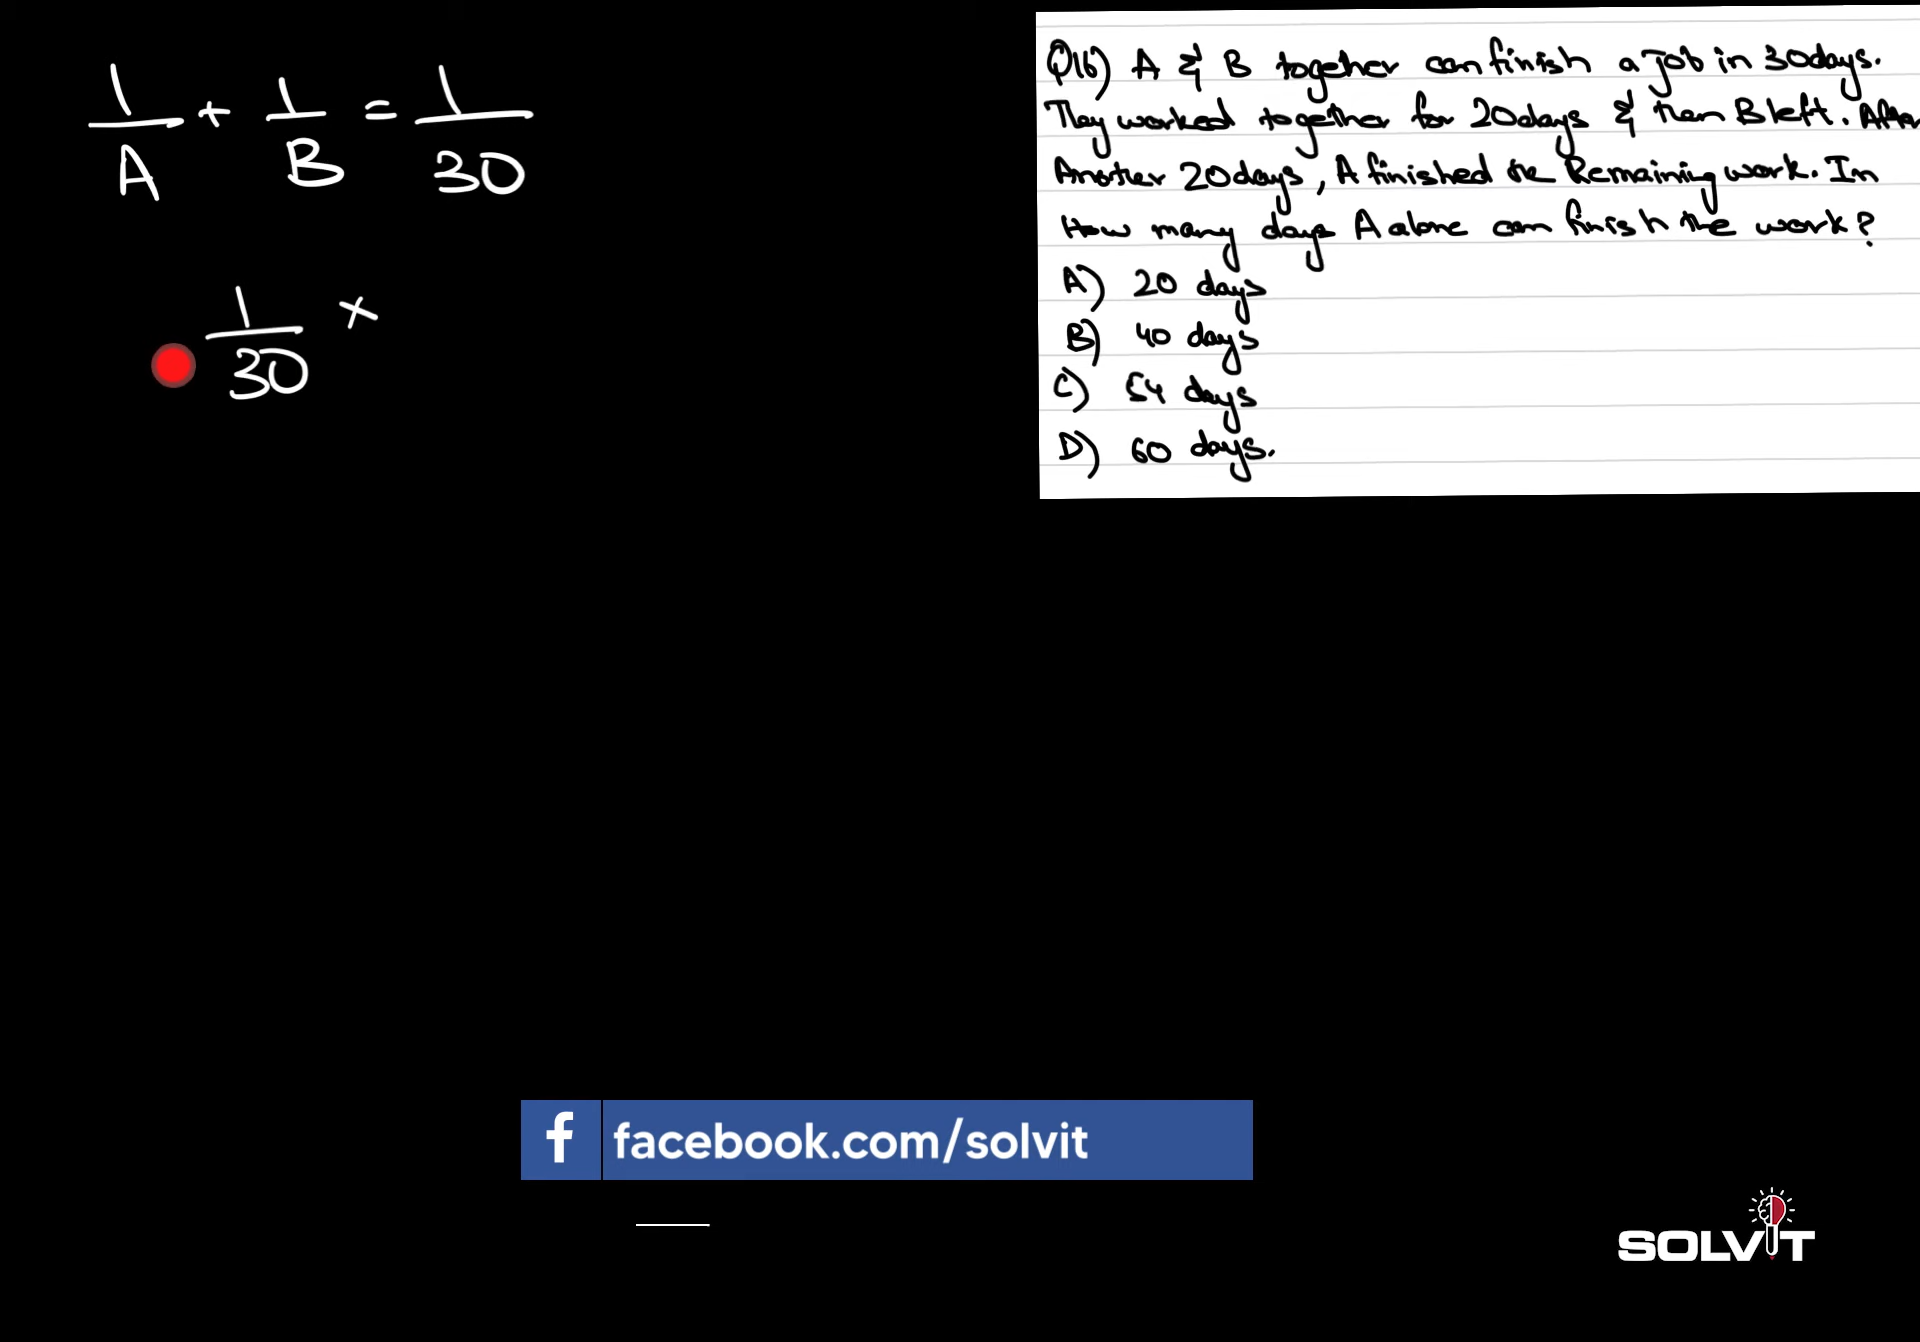 1/A + 1/B = 1/30
1/30 ×
Q16) A & B together can finish a job in 30days.
They worked together for 20days & then B left. After
Another 20days, A finished the Remaining work. In
How many days A alone can finish the work?
A) 20 days
B) 40 days
C) 54 days
D) 60 days.
f facebook.com/solvit
SOLVIT